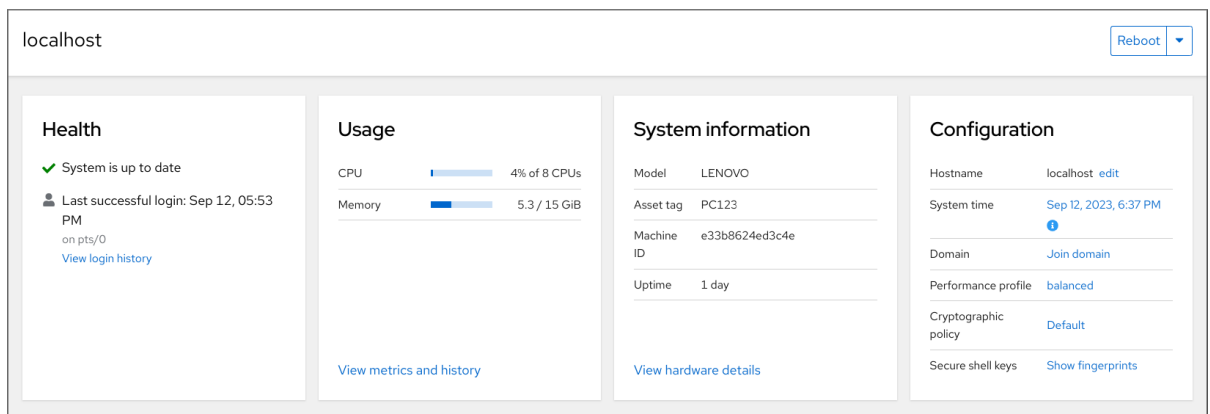 localhost
Reboot
Health
System is up to date
Last successful login: Sep 12, 05:53
PM
on pts/0
View login history
Usage
CPU 4% of 8 CPUs
Memory 5.3 / 15 GiB
View metrics and history
System information
Model LENOVO
Asset tag PC123
Machine
ID e33b8624ed3c4e
Uptime 1 day
View hardware details
Configuration
Hostname localhost edit
System time Sep 12, 2023, 6:37 PM
Domain Join domain
Performance profile balanced
Cryptographic
policy Default
Secure shell keys Show fingerprints